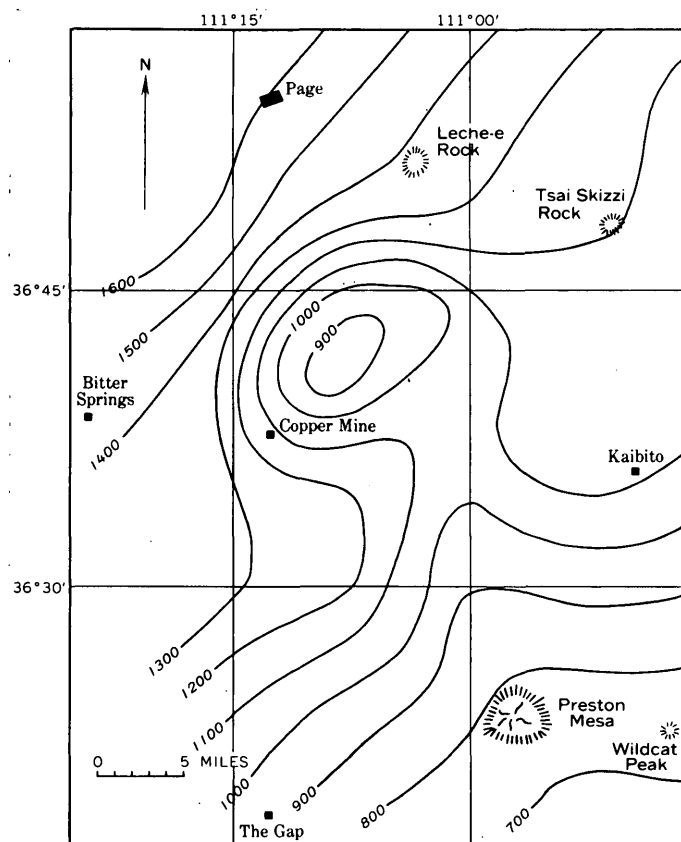 111°15'
111°00'
N
Page
Leche-e
Rock
Tsai Skizzi
Rock
1600
36°45'
1500
1000
900
Bitter
Springs
1400
Copper Mine
Kaibito
36°30'
1300
1200
1100
1000
900
800
700
Preston
Mesa
Wildcat
Peak
0 5 MILES
The Gap